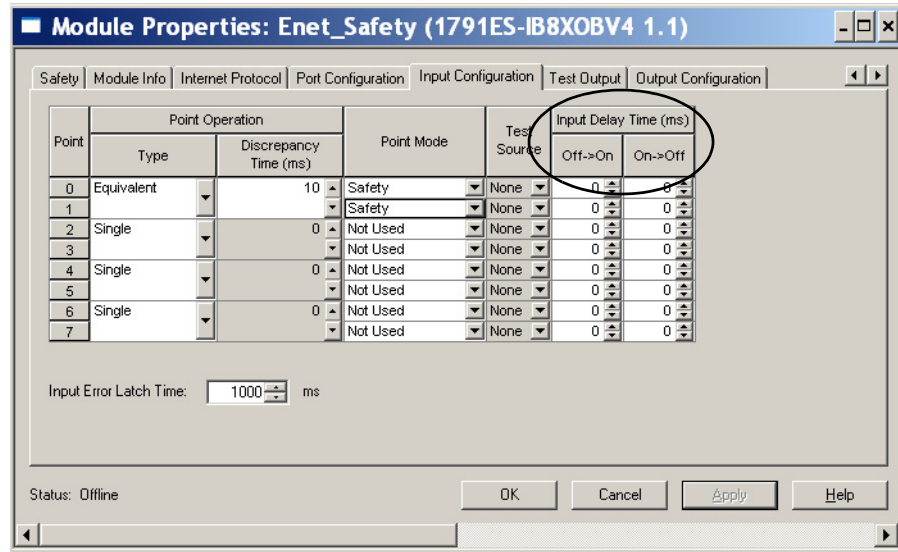 Module Properties: Enet_Safety (1791ES-IB8XOBV4 1.1)
Safety Module Info Internet Protocol Port Configuration Input Configuration Test Output Output Configuration
Point Point Operation Point Mode Test Source Input Delay Time (ms)
Type Discrepancy Time (ms) Off->On On->Off
0 Equivalent 10 Safety None 0 0
1 Safety None 0 0
2 Single 0 Not Used None 0 0
3 Not Used None 0 0
4 Single 0 Not Used None 0 0
5 Not Used None 0 0
6 Single 0 Not Used None 0 0
7 Not Used None 0 0
Input Error Latch Time: 1000 ms
Status: Offline OK Cancel Apply Help